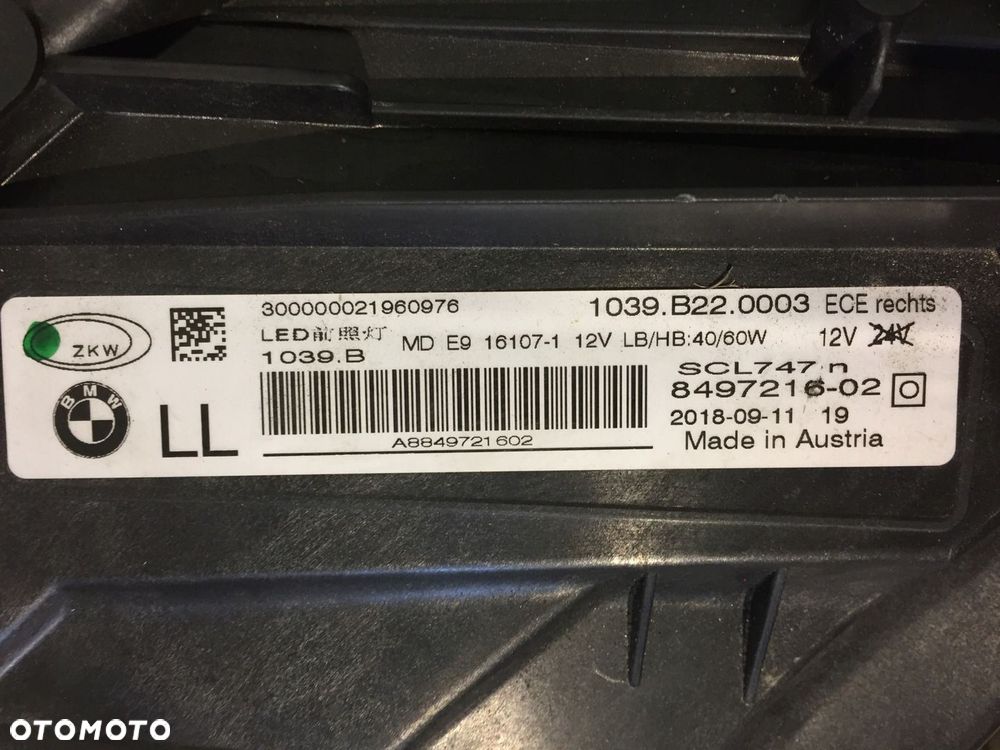 300000021960976
1039.B22.0003 ECE rechts
ZKW
LED前照灯
1039.B
MD E9 16107-1 12V LB/HB:40/60W
12V 24V
SCL747 n
8497216-02
2018-09-11 19
Made in Austria
BMW
LL
A8849721602
OTOMOTO